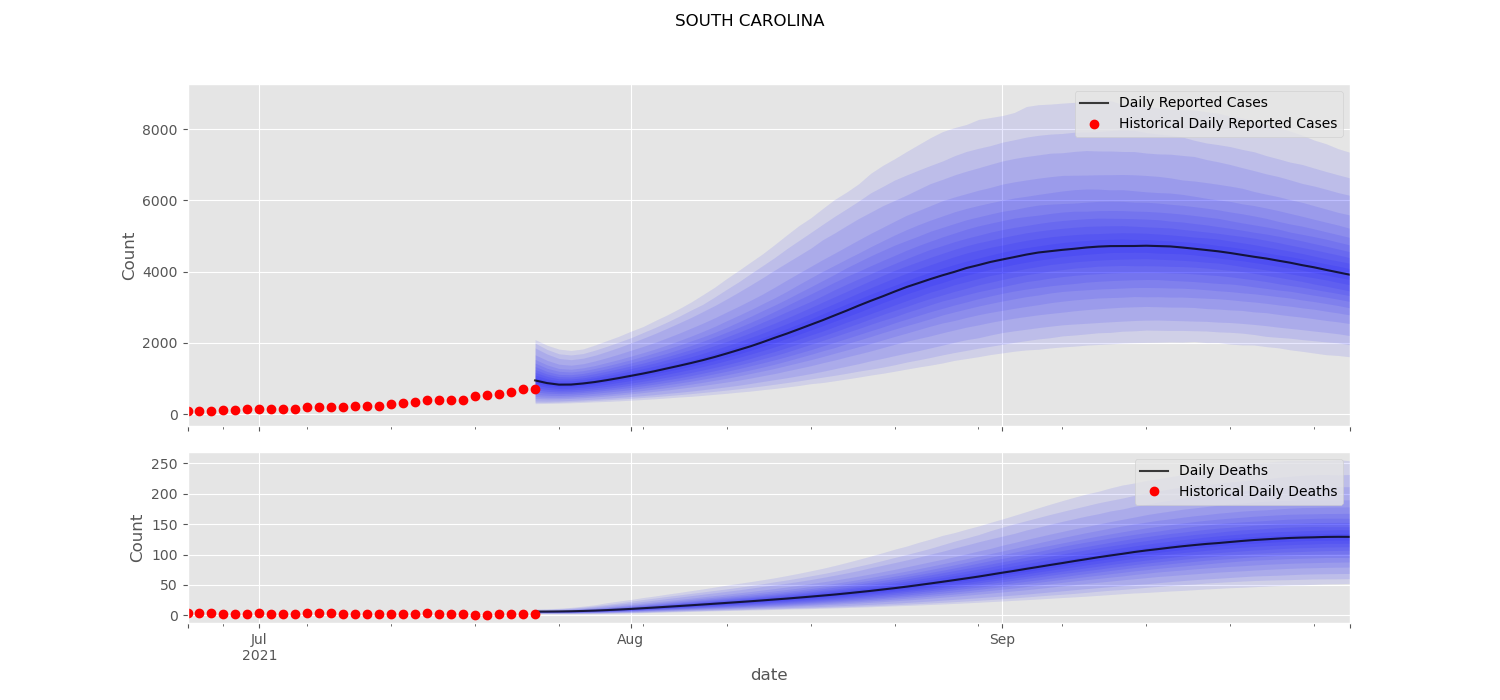 SOUTH CAROLINA
Daily Reported Cases
Historical Daily Reported Cases
Count
8000
6000
4000
2000
0
Daily Deaths
Historical Daily Deaths
Count
250
200
150
100
50
0
Jul
2021
Aug
Sep
date